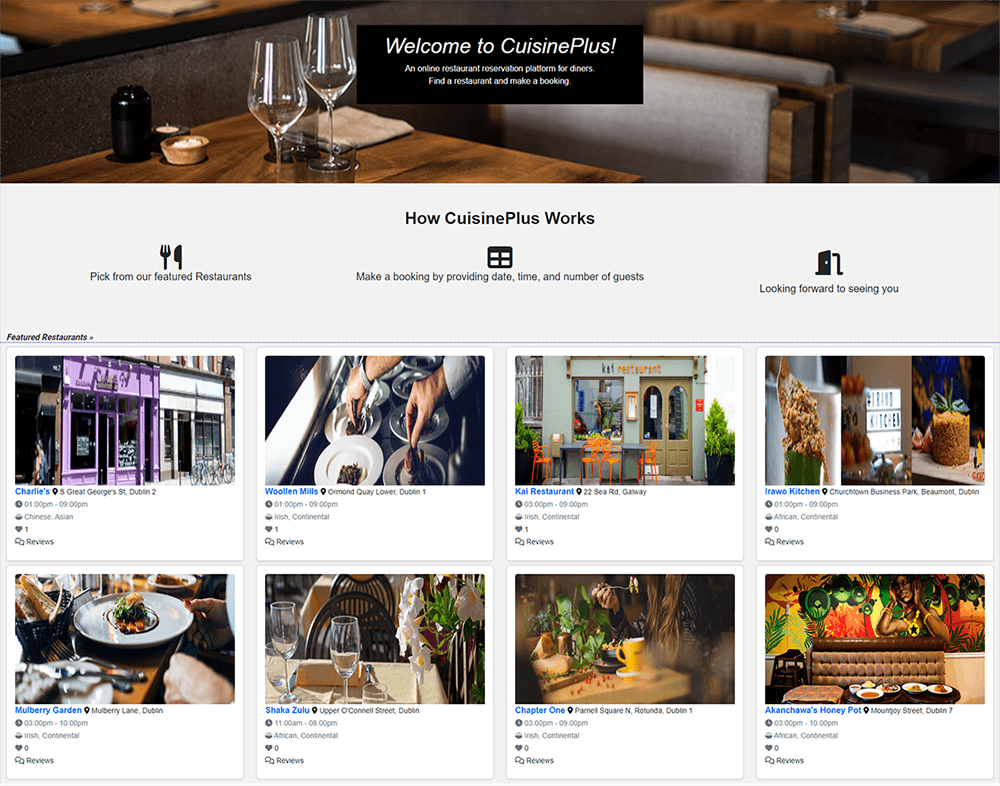 Welcome to CuisinePlus!
An online restaurant reservation platform for diners.
Find a restaurant and make a booking.
How CuisinePlus Works
Pick from our featured Restaurants
Make a booking by providing date, time, and number of guests
Looking forward to seeing you
Featured Restaurants »
Charlie's S Great George's St, Dublin 2
01:00pm - 09:00pm
Chinese, Asian
1
Reviews
Woollen Mills Ormond Quay Lower, Dublin 1
01:00pm - 09:00pm
Irish, Continental
1
Reviews
kai restaurant
Kai Restaurant 22 Sea Rd, Galway
03:00pm - 09:00pm
Irish, Continental
1
Reviews
IRAWO
KITCHEN
Irawo Kitchen Churchtown Business Park, Beaumont, Dublin
01:00pm - 09:00pm
African, Continental
0
Reviews
Mulberry Garden Mulberry Lane, Dublin
03:00pm - 10:00pm
Irish, Continental
0
Reviews
Shaka Zulu Upper O'Connell Street, Dublin
11:00am - 08:00pm
African, Continental
0
Reviews
Chapter One Parnell Square N, Rotunda, Dublin 1
03:00pm - 09:00pm
Irish, Continental
0
Reviews
Akanchawa's Honey Pot Mountjoy Street, Dublin 7
03:00pm - 10:00pm
African, Continental
0
Reviews